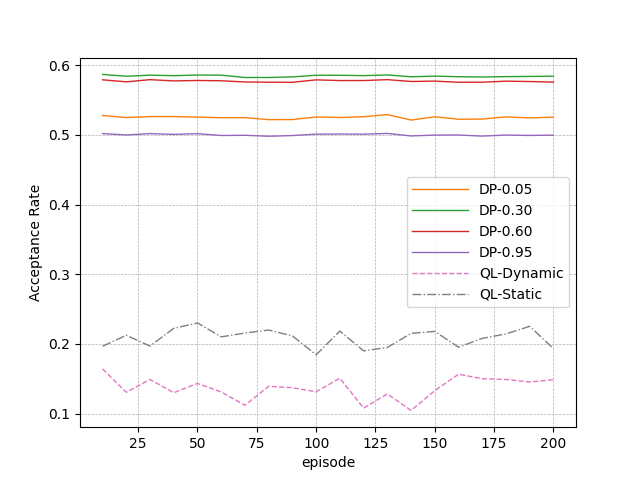 0.6
0.5
0.4
0.3
0.2
0.1
Acceptance Rate
DP-0.05
DP-0.30
DP-0.60
DP-0.95
QL-Dynamic
QL-Static
25 50 75 100 125 150 175 200
episode